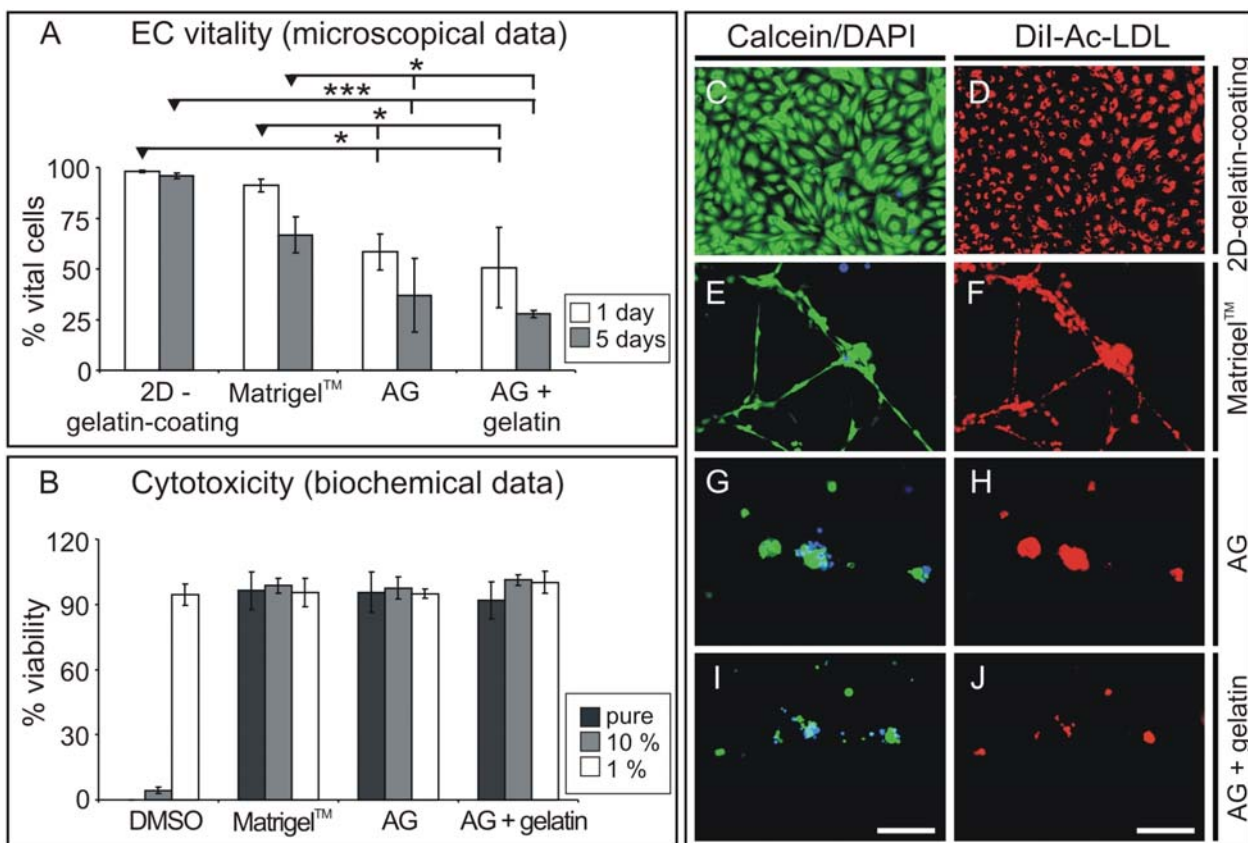 A EC vitality (microscopical data)
*
***
*
*
% vital cells
100
75
50
25
0
1 day
5 days
2D - gelatin-coating
Matrigel™
AG
AG + gelatin
B Cytotoxicity (biochemical data)
% viability
120
90
60
30
0
pure
10 %
1 %
DMSO
Matrigel™
AG
AG + gelatin
Calcein/DAPI
Dil-Ac-LDL
C
D
2D-gelatin-coating
E
F
Matrigel™
G
H
AG
I
J
AG + gelatin